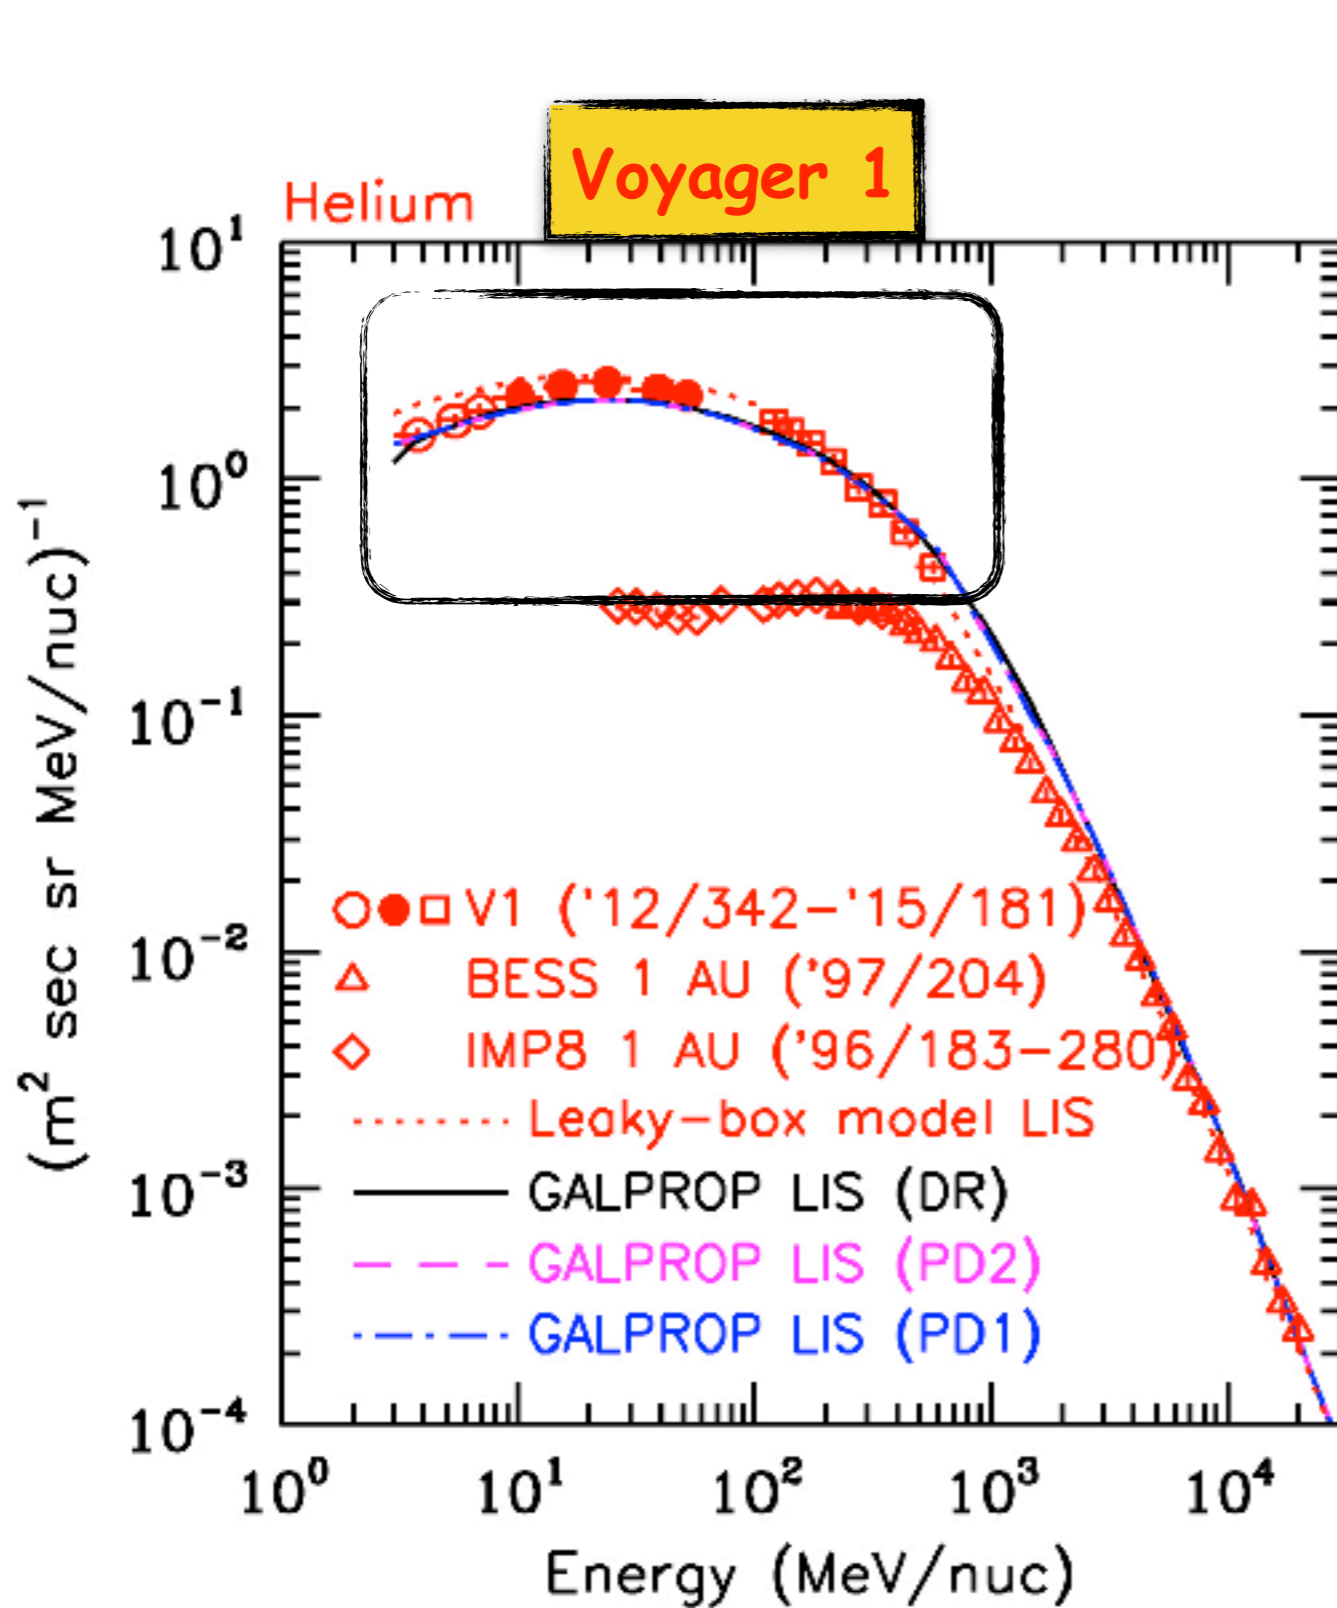 Voyager 1
Helium
10¹
10⁰
10⁻¹
10⁻²
10⁻³
10⁻⁴
(m² sec sr MeV/nuc)⁻¹
V1 ('12/342-'15/181)
BESS 1 AU ('97/204)
IMP8 1 AU ('96/183-280)
Leaky-box model LIS
GALPROP LIS (DR)
GALPROP LIS (PD2)
GALPROP LIS (PD1)
10⁰ 10¹ 10² 10³ 10⁴
Energy (MeV/nuc)